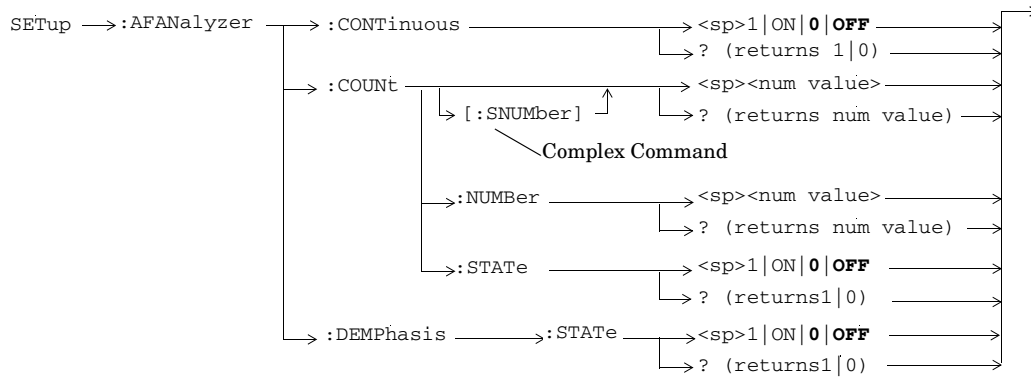 SETup :AFANalyzer :CONTinuous <sp>1|ON|0|OFF
? (returns 1|0)
:COUNt <sp><num value>
[:SNUMber] ? (returns num value)
Complex Command
:NUMBer <sp><num value>
? (returns num value)
:STATe <sp>1|ON|0|OFF
? (returns1|0)
:DEMPhasis :STATe <sp>1|ON|0|OFF
? (returns1|0)